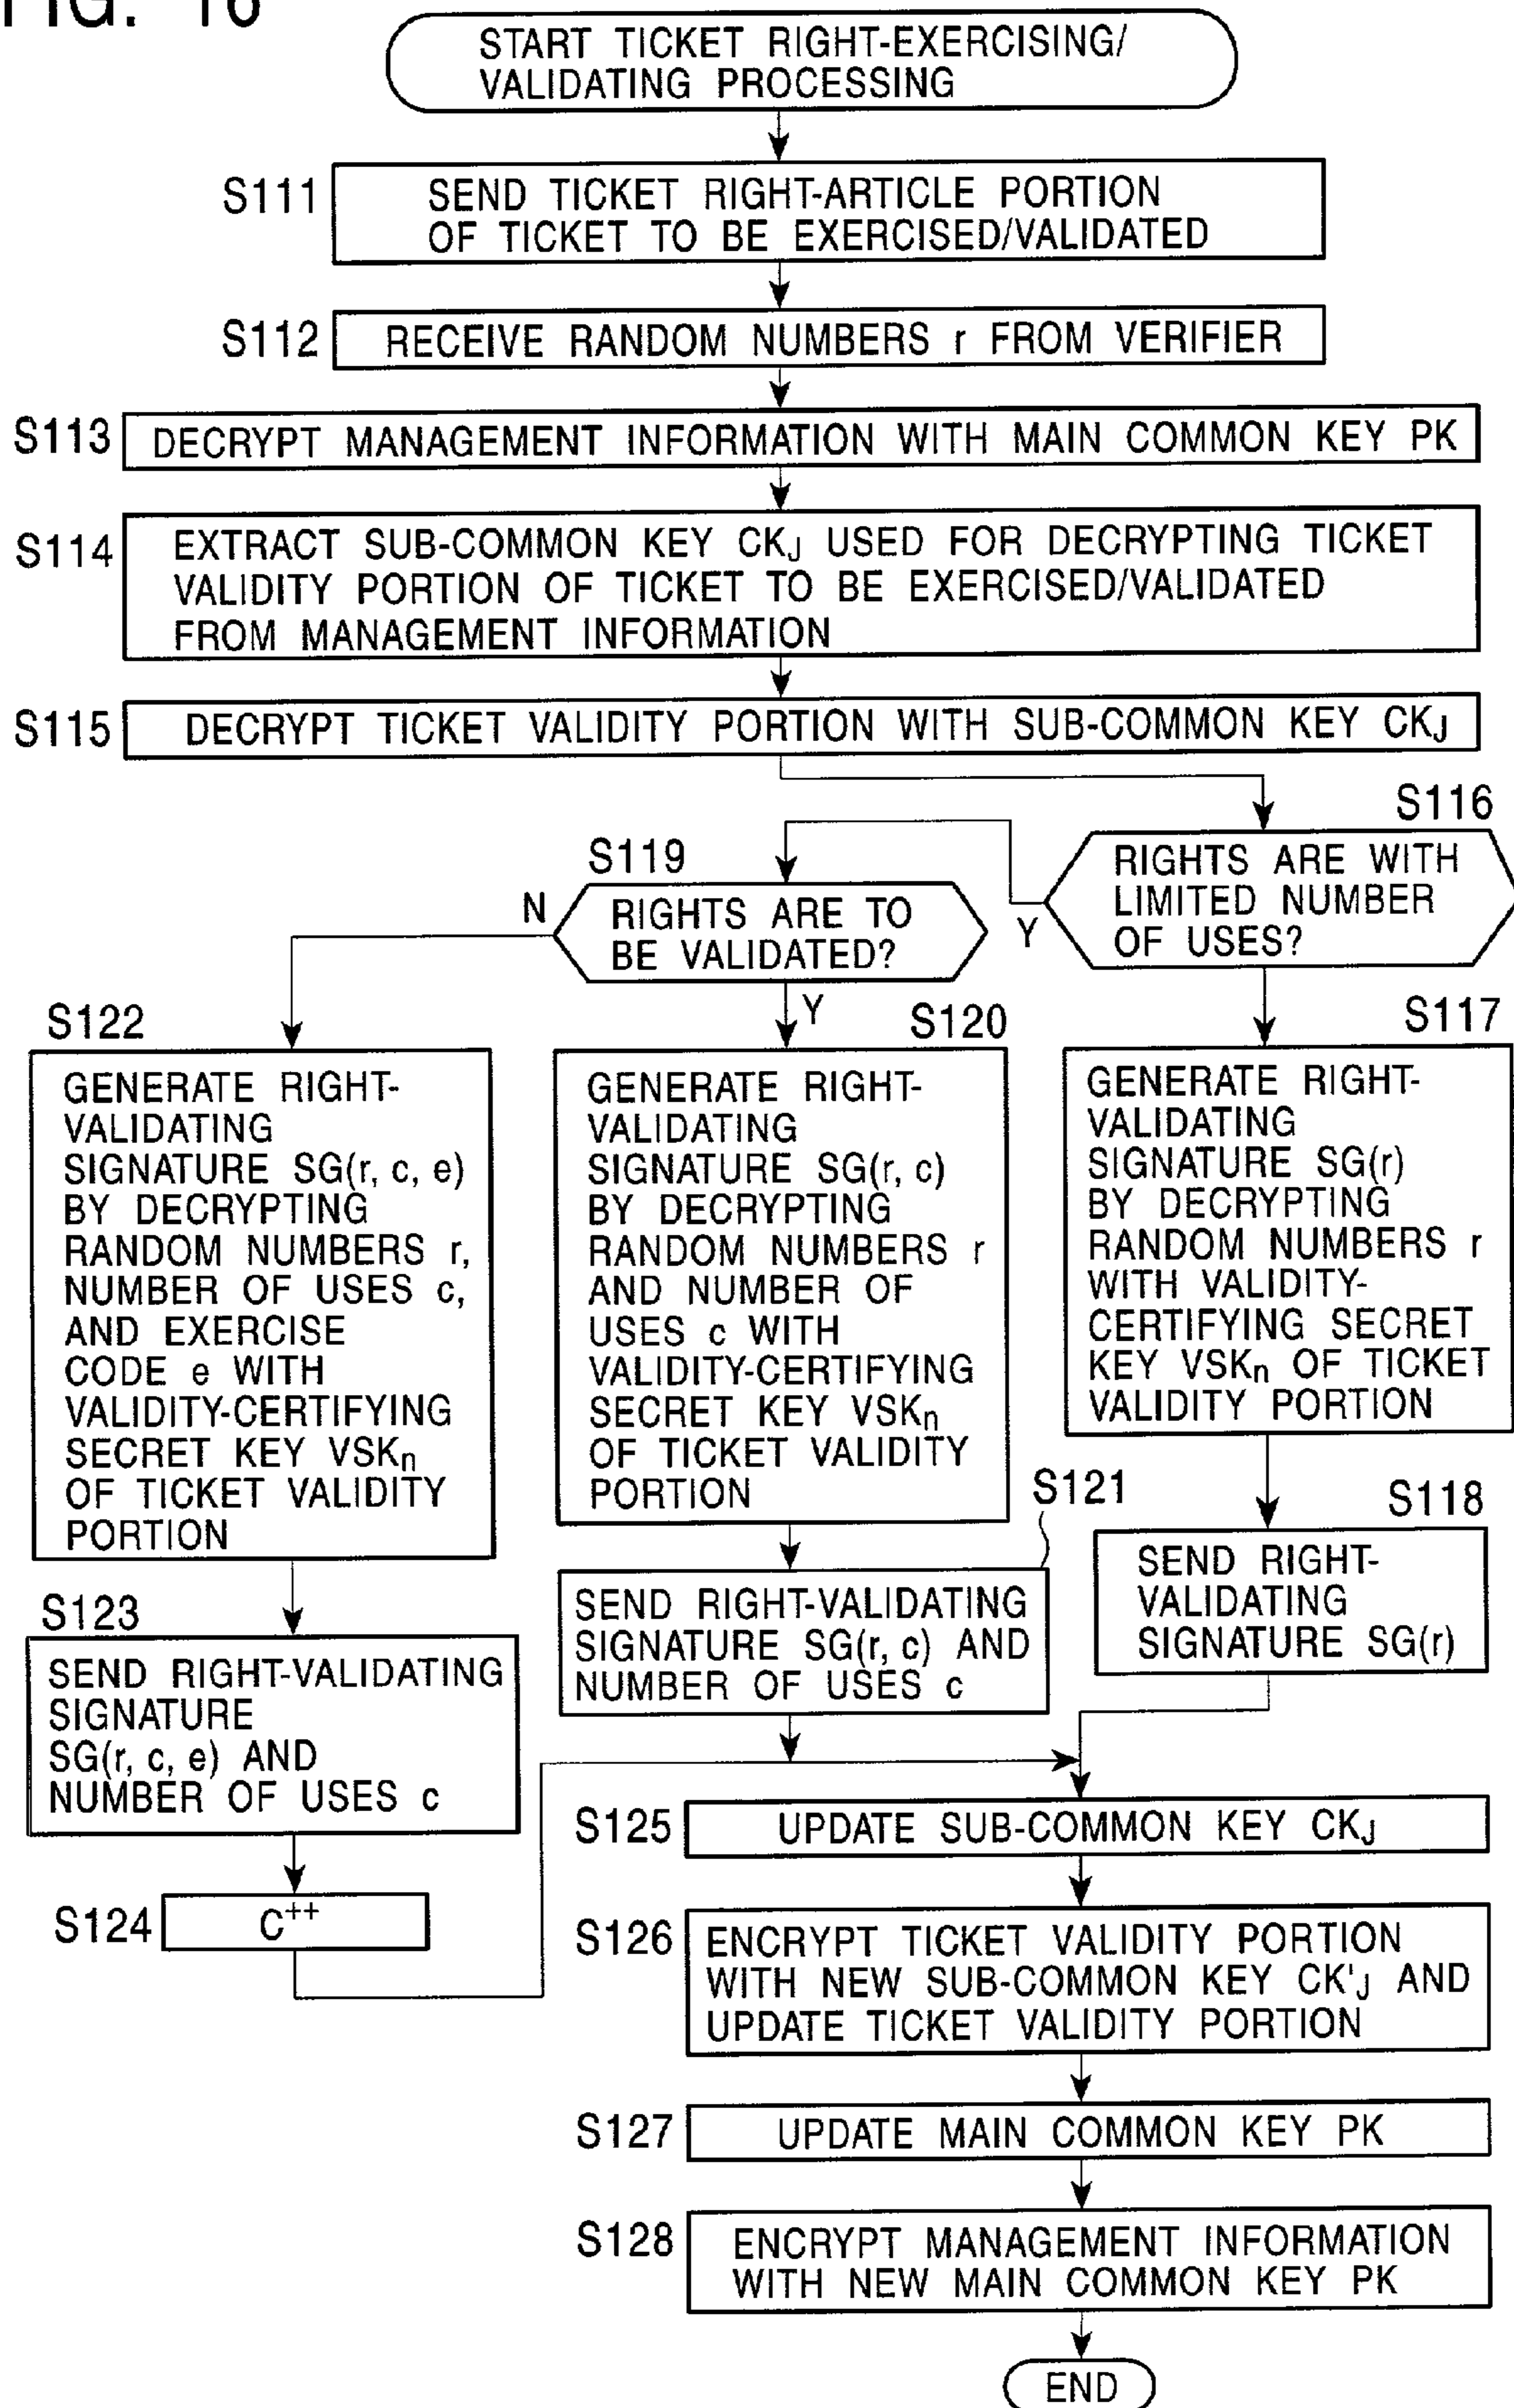 FIG. 16
START TICKET RIGHT-EXERCISING/
VALIDATING PROCESSING
S111
SEND TICKET RIGHT-ARTICLE PORTION
OF TICKET TO BE EXERCISED/VALIDATED
S112
RECEIVE RANDOM NUMBERS r FROM VERIFIER
S113
DECRYPT MANAGEMENT INFORMATION WITH MAIN COMMON KEY PK
S114
EXTRACT SUB-COMMON KEY CKJ USED FOR DECRYPTING TICKET
VALIDITY PORTION OF TICKET TO BE EXERCISED/VALIDATED
FROM MANAGEMENT INFORMATION
S115
DECRYPT TICKET VALIDITY PORTION WITH SUB-COMMON KEY CKJ
S116
RIGHTS ARE WITH
LIMITED NUMBER
OF USES?
Y
S119
RIGHTS ARE TO
BE VALIDATED?
N
Y
S122
GENERATE RIGHT-
VALIDATING
SIGNATURE SG(r, c, e)
BY DECRYPTING
RANDOM NUMBERS r,
NUMBER OF USES c,
AND EXERCISE
CODE e WITH
VALIDITY-CERTIFYING
SECRET KEY VSKn
OF TICKET VALIDITY
PORTION
S120
GENERATE RIGHT-
VALIDATING
SIGNATURE SG(r, c)
BY DECRYPTING
RANDOM NUMBERS r
AND NUMBER OF
USES c WITH
VALIDITY-CERTIFYING
SECRET KEY VSKn
OF TICKET VALIDITY
PORTION
S117
GENERATE RIGHT-
VALIDATING
SIGNATURE SG(r)
BY DECRYPTING
RANDOM NUMBERS r
WITH VALIDITY-
CERTIFYING SECRET
KEY VSKn OF TICKET
VALIDITY PORTION
S123
SEND RIGHT-VALIDATING
SIGNATURE
SG(r, c, e) AND
NUMBER OF USES c
S121
SEND RIGHT-VALIDATING
SIGNATURE SG(r, c) AND
NUMBER OF USES c
S118
SEND RIGHT-
VALIDATING
SIGNATURE SG(r)
S124
C++
S125
UPDATE SUB-COMMON KEY CKJ
S126
ENCRYPT TICKET VALIDITY PORTION
WITH NEW SUB-COMMON KEY CK'J AND
UPDATE TICKET VALIDITY PORTION
S127
UPDATE MAIN COMMON KEY PK
S128
ENCRYPT MANAGEMENT INFORMATION
WITH NEW MAIN COMMON KEY PK
END